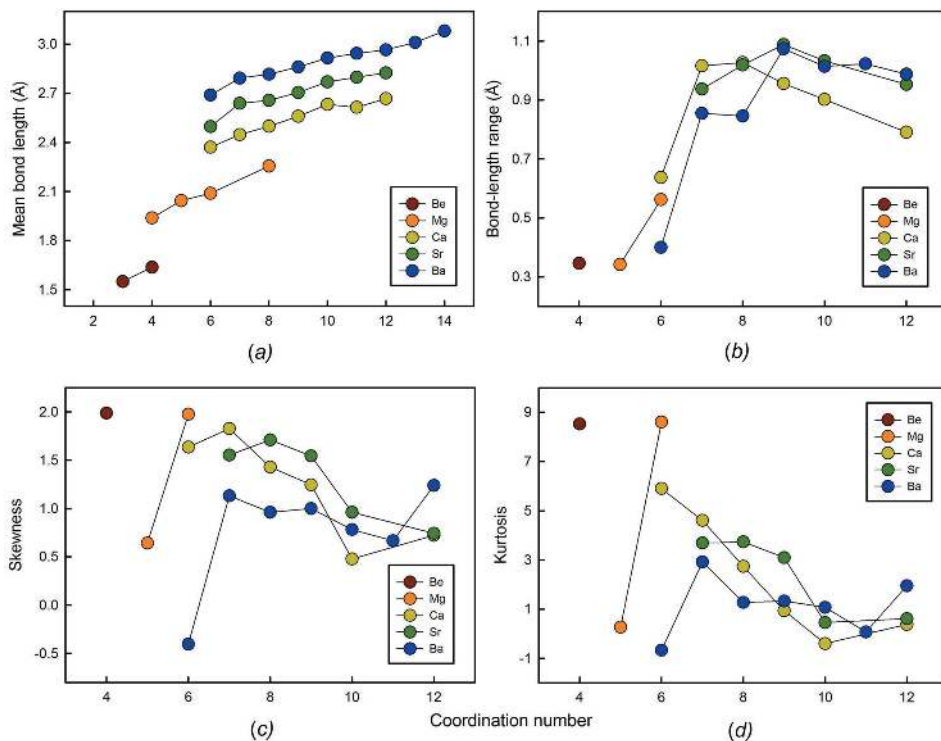 Mean bond length (Å)
3.0
2.7
2.4
2.1
1.8
1.5
2 4 6 8 10 12 14
Be
Mg
Ca
Sr
Ba
(a)
Bond-length range (Å)
1.1
0.9
0.7
0.5
0.3
4 6 8 10 12
Be
Mg
Ca
Sr
Ba
(b)
Skewness
2.0
1.5
1.0
0.5
0.0
-0.5
4 6 8 10 12
Be
Mg
Ca
Sr
Ba
(c)
Kurtosis
9
7
5
3
1
-1
4 6 8 10 12
Be
Mg
Ca
Sr
Ba
(d)
Coordination number